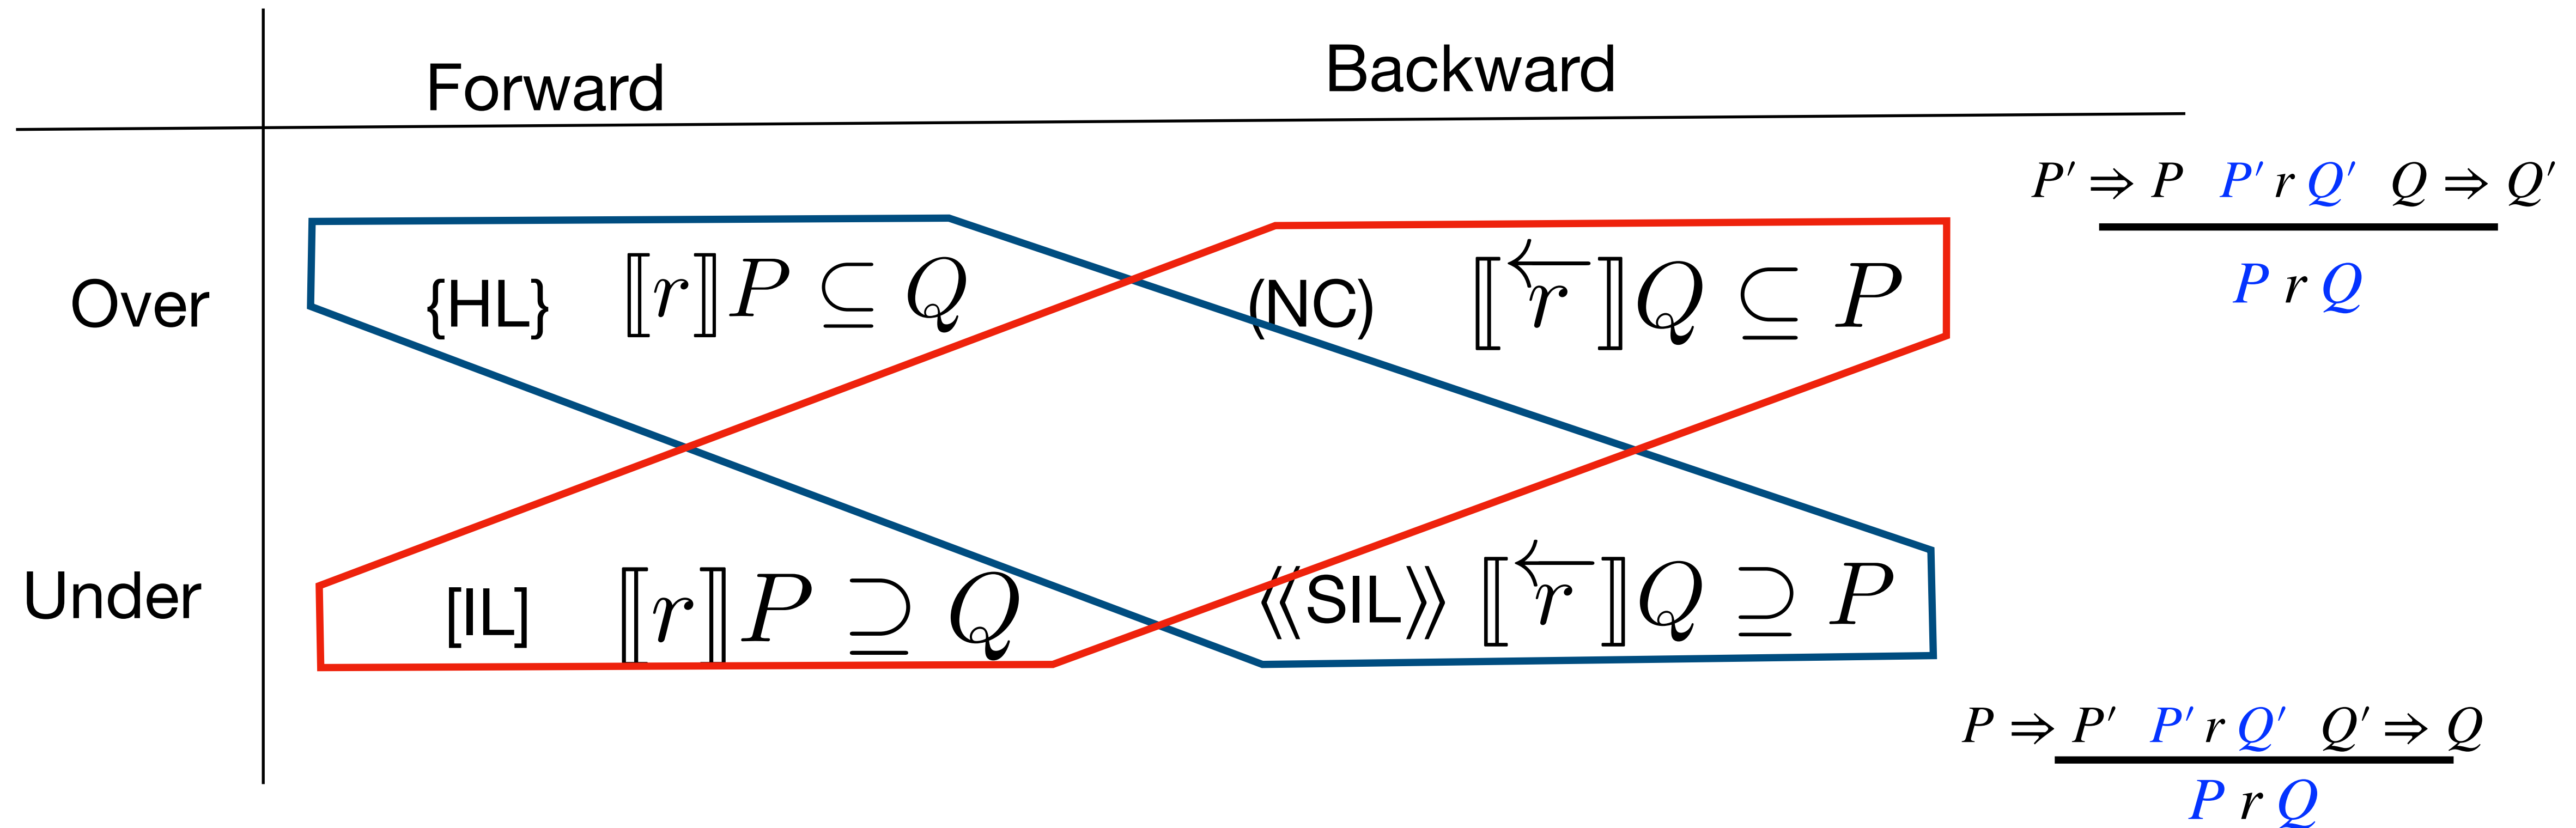 Forward Backward
P′ ⇒ P P′ r Q′ Q ⇒ Q′
P r Q
Over {HL} ⟦r⟧P ⊆ Q (NC) ⟦←r⟧Q ⊆ P
Under [IL] ⟦r⟧P ⊇ Q ⟪SIL⟫ ⟦←r⟧Q ⊇ P
P ⇒ P′ P′ r Q′ Q′ ⇒ Q
P r Q